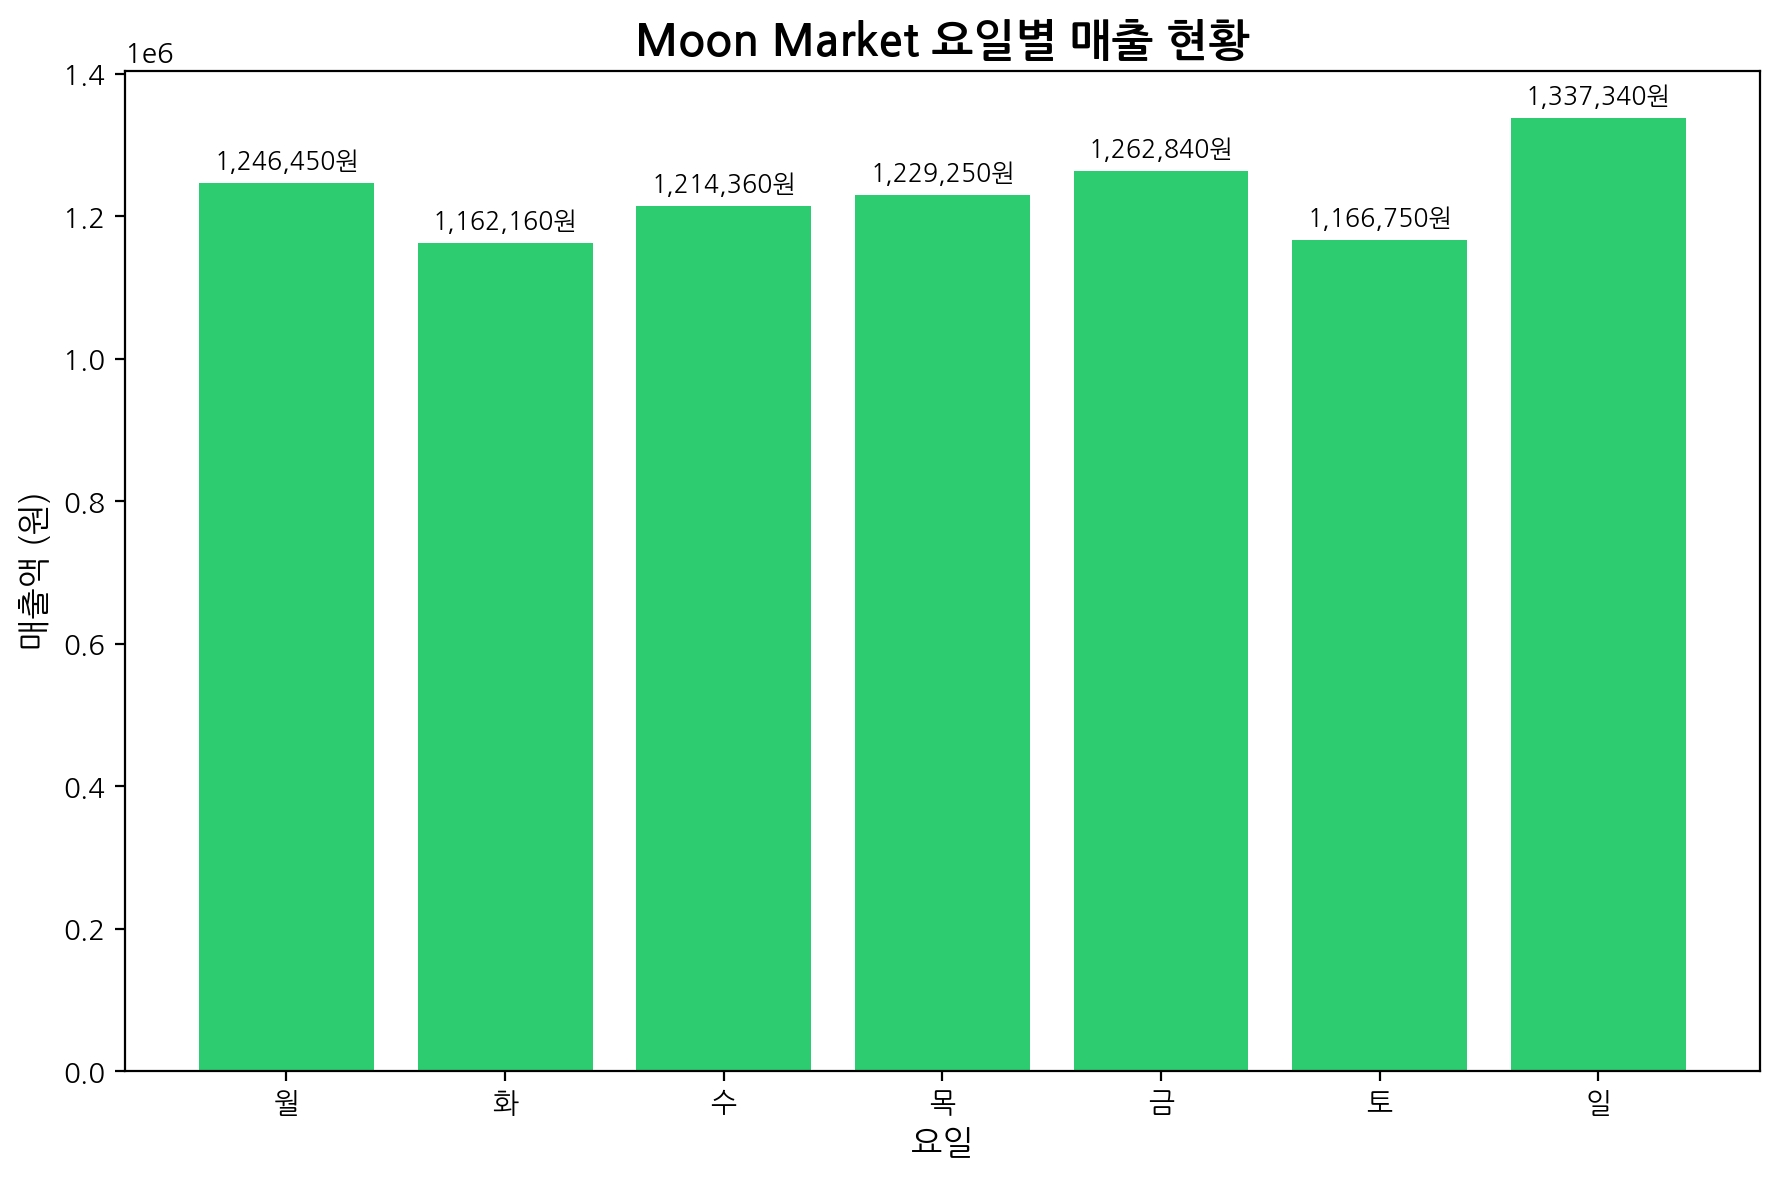 Moon Market 요일별 매출 현황
1e6
1.4
1.2
1.0
0.8
0.6
0.4
0.2
0.0
매출액 (원)
1,246,450원
1,162,160원
1,214,360원
1,229,250원
1,262,840원
1,166,750원
1,337,340원
월 화 수 목 금 토 일
요일